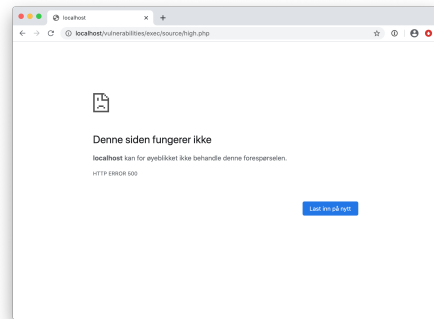 localhost
localhost/vulnerabilities/exec/source/high.php
Denne siden fungerer ikke
localhost kan for øyeblikket ikke behandle denne forespørselen.
HTTP ERROR 500
Last inn på nytt